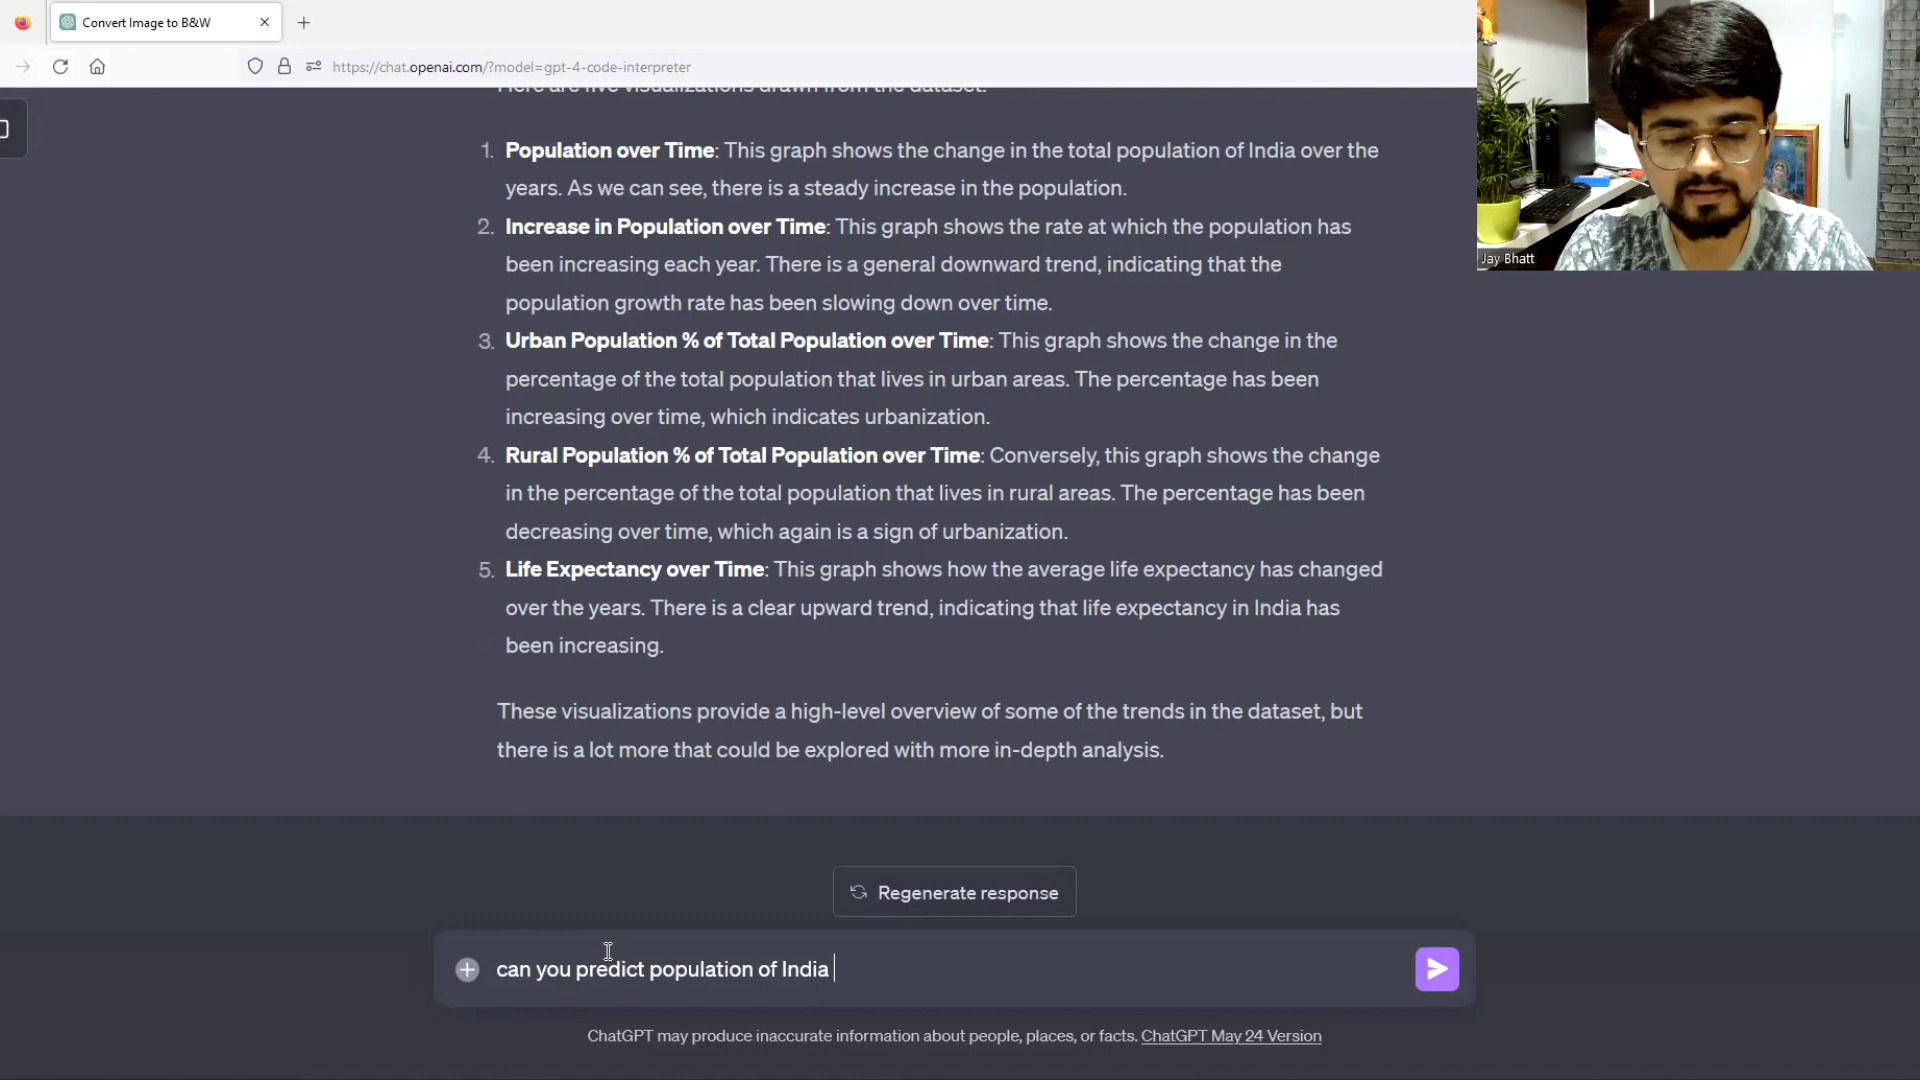 Convert Image to B&W
https://chat.openai.com/?model=gpt-4-code-interpreter
Here are five visualizations drawn from the dataset:
1. Population over Time: This graph shows the change in the total population of India over the
years. As we can see, there is a steady increase in the population.
2. Increase in Population over Time: This graph shows the rate at which the population has
been increasing each year. There is a general downward trend, indicating that the
population growth rate has been slowing down over time.
3. Urban Population % of Total Population over Time: This graph shows the change in the
percentage of the total population that lives in urban areas. The percentage has been
increasing over time, which indicates urbanization.
4. Rural Population % of Total Population over Time: Conversely, this graph shows the change
in the percentage of the total population that lives in rural areas. The percentage has been
decreasing over time, which again is a sign of urbanization.
5. Life Expectancy over Time: This graph shows how the average life expectancy has changed
over the years. There is a clear upward trend, indicating that life expectancy in India has
been increasing.
These visualizations provide a high-level overview of some of the trends in the dataset, but
there is a lot more that could be explored with more in-depth analysis.
Regenerate response
can you predict population of India
ChatGPT may produce inaccurate information about people, places, or facts. ChatGPT May 24 Version
Jay Bhatt